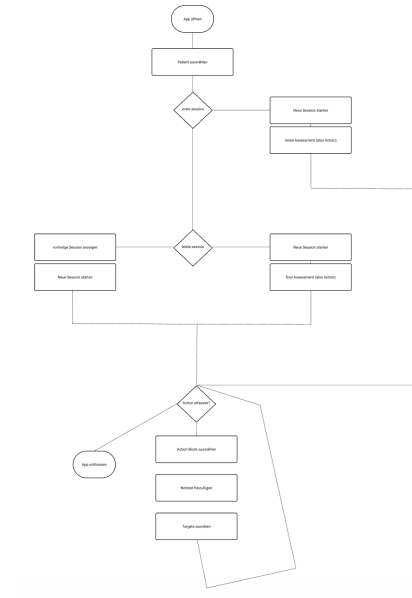 App öffnen
Patient auswählen
erste session
Neue Session starten
Initial Assessment (also Action)
vorherige Session anzeigen
letzte session
Neue Session starten
Neue Session starten
final Assessment (also Action)
Action erfassen?
Action Block auswählen
App schliessen
Notizen hinzufügen
Targets zuordnen